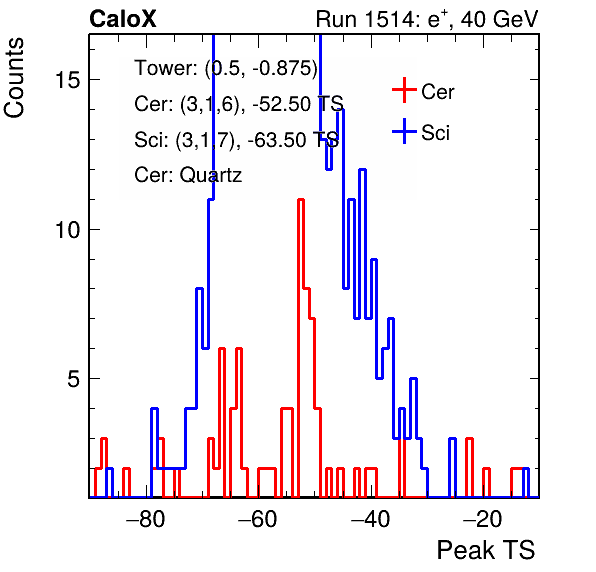 CaloX Run 1514: e⁺, 40 GeV
Counts
Tower: (0.5, -0.875)
Cer: (3,1,6), -52.50 TS
Sci: (3,1,7), -63.50 TS
Cer: Quartz
Cer
Sci
15
10
5
−80 −60 −40 −20
Peak TS